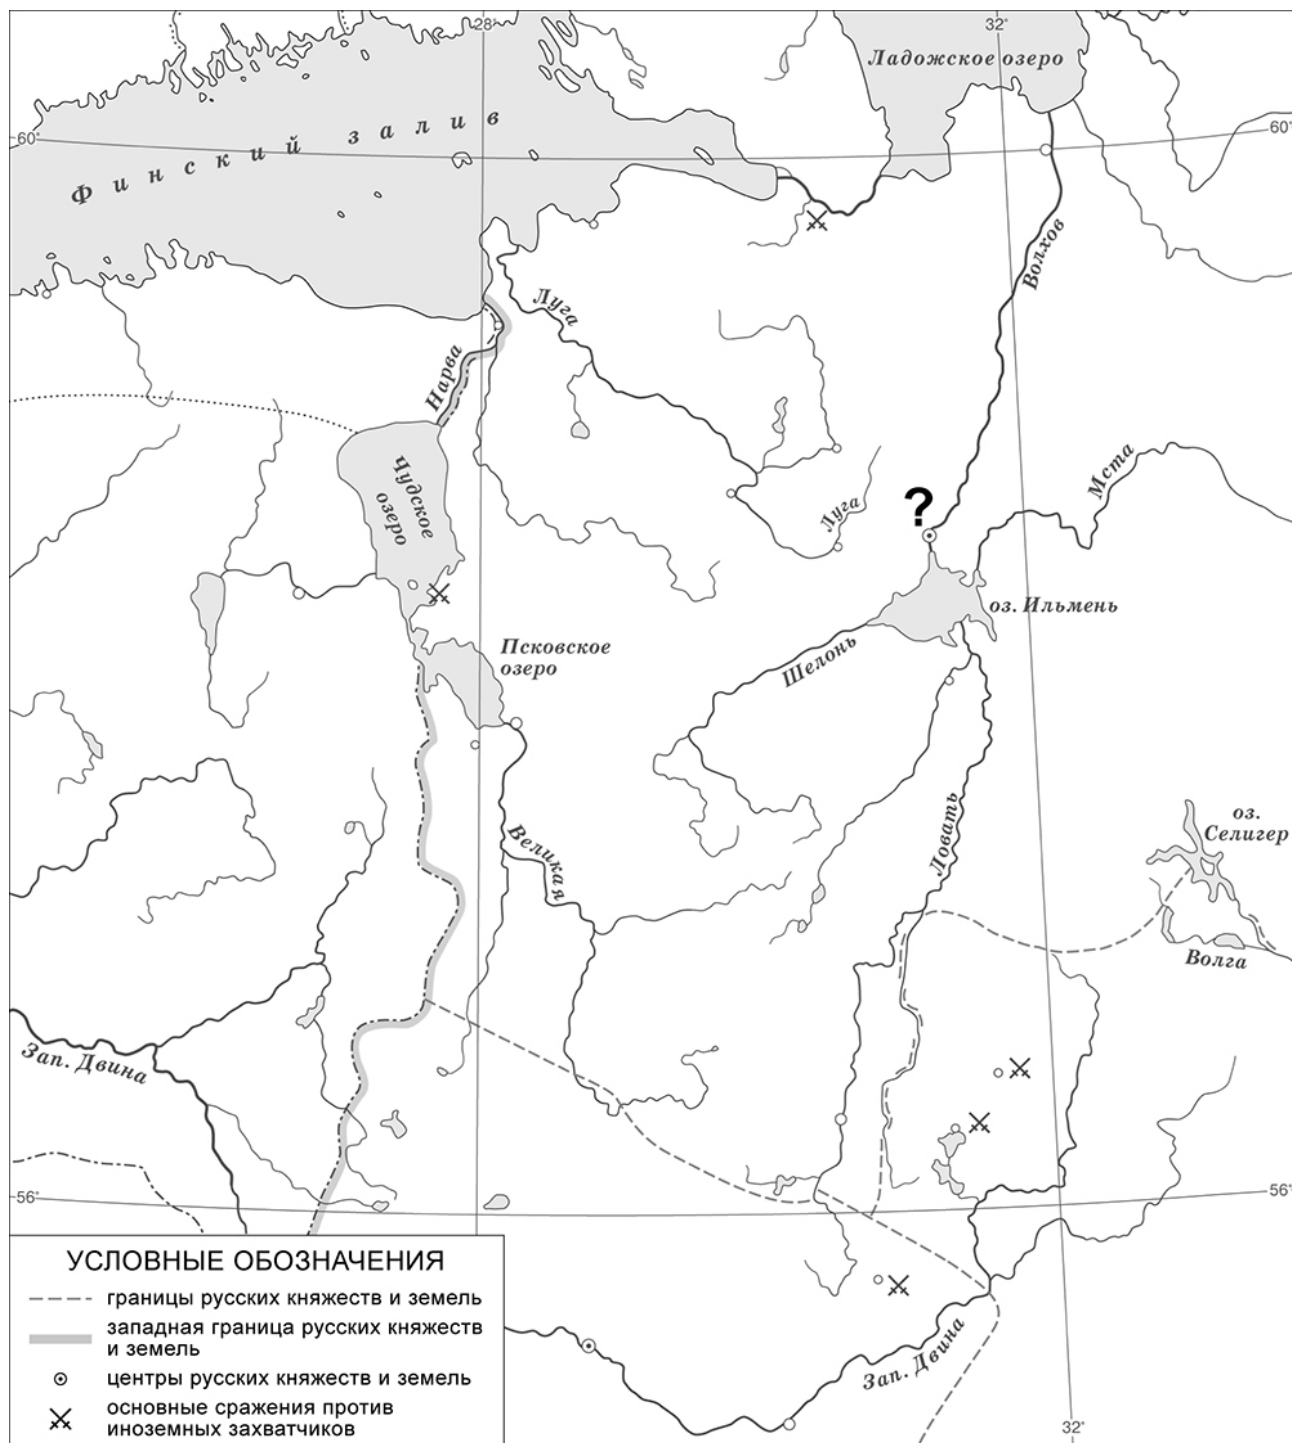 28°
32°
Ладожское озеро
60°
60°
Финский залив
Волхов
Луга
Нарва
Чудское
озеро
Мста
?
Луга
оз. Ильмень
Псковское
озеро
Шелонь
Ловать
оз.
Селигер
Великая
Волга
Зап. Двина
56°
56°
УСЛОВНЫЕ ОБОЗНАЧЕНИЯ
границы русских княжеств и земель
западная граница русских княжеств
и земель
центры русских княжеств и земель
основные сражения против
иноземных захватчиков
Зап. Двина
32°